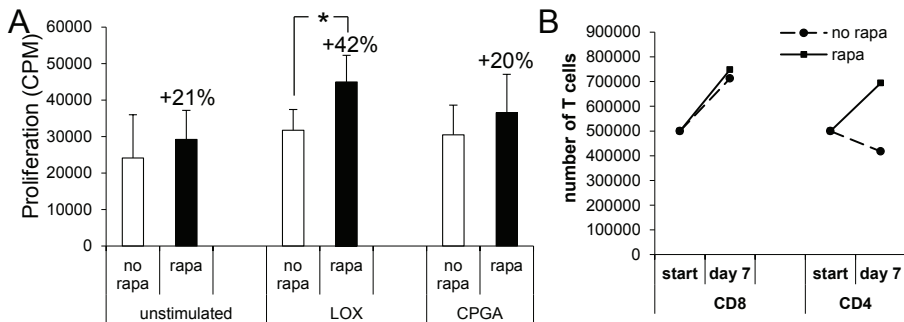 A
Proliferation (CPM)
60000
50000
40000
30000
20000
10000
0
+21%
*
+42%
+20%
no rapa
rapa
no rapa
rapa
no rapa
rapa
unstimulated
LOX
CPGA
B
number of T cells
900000
800000
700000
600000
500000
400000
300000
200000
100000
0
no rapa
rapa
start
day 7
start
day 7
CD8
CD4